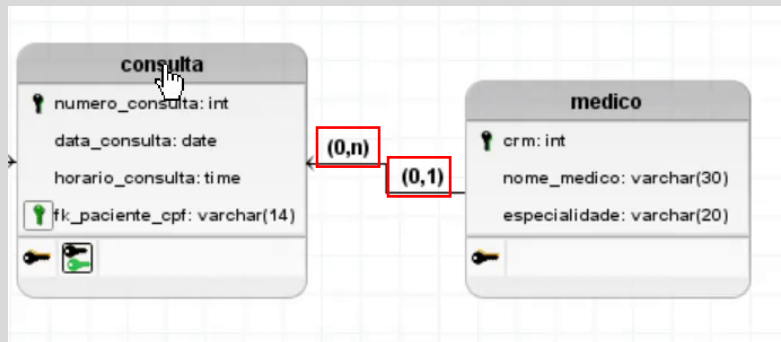 consulta
numero_consulta: int
data_consulta: date
horario_consulta: time
fk_paciente_cpf: varchar(14)
(0,n)
(0,1)
medico
crm: int
nome_medico: varchar(30)
especialidade: varchar(20)